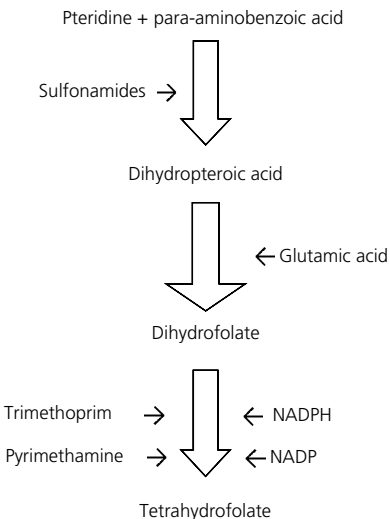 Pteridine + para-aminobenzoic acid
Sulfonamides
Dihydropteroic acid
Glutamic acid
Dihydrofolate
Trimethoprim
NADPH
Pyrimethamine
NADP
Tetrahydrofolate